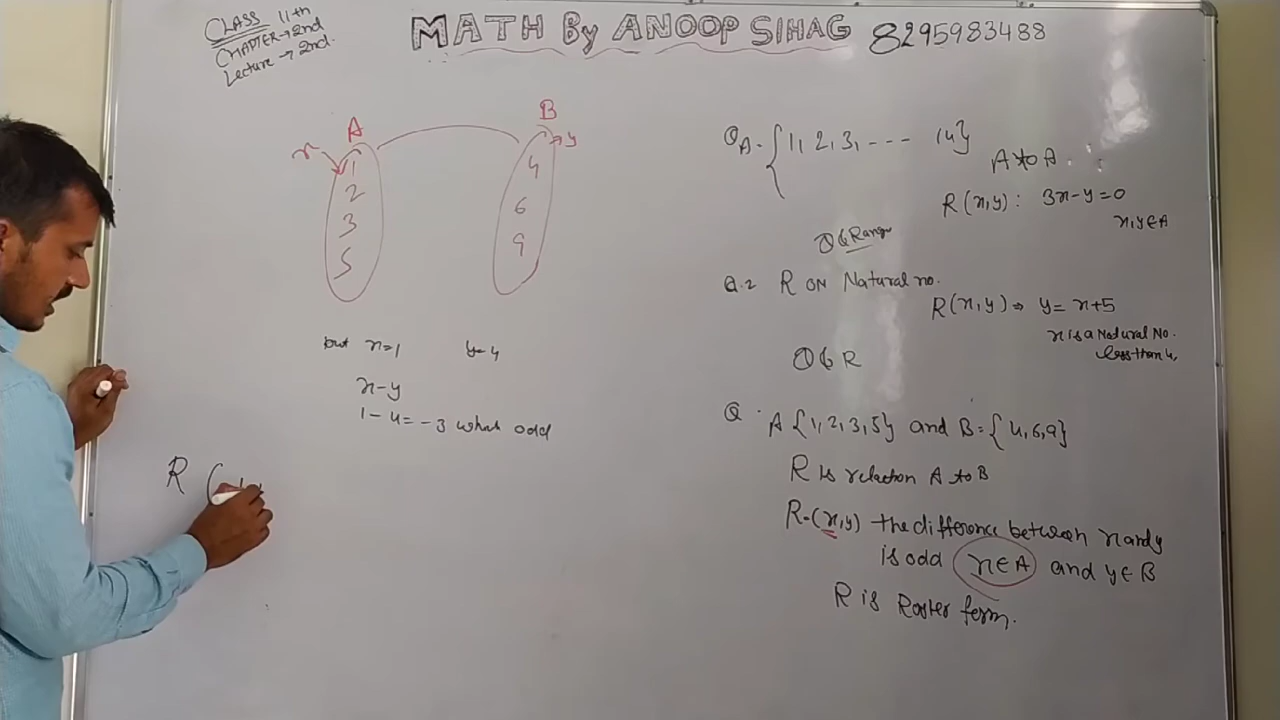 CLASS 11th
CHAPTER → 2nd
Lecture → 2nd.
MATH By ANOOP SIHAG 8295983488
A
B
x
y
1
2
3
5
4
6
9
put x=1 y=4
x-y
1-4=-3 which odd
R (1,
Q A = {1, 2, 3, --- 14}
A to A.
R(x,y): 3x-y=0
x,y ∈ A
D & Range
Q.2 R ON Natural no.
R(x,y) ⇒ y = x+5
x is a Natural No.
less than 4,
D & R
Q. A {1,2,3,5} and B = {4,6,9}
R is relation A to B
R = (x,y) the difference between x and y
is odd x∈A and y∈B
R is Roster form.